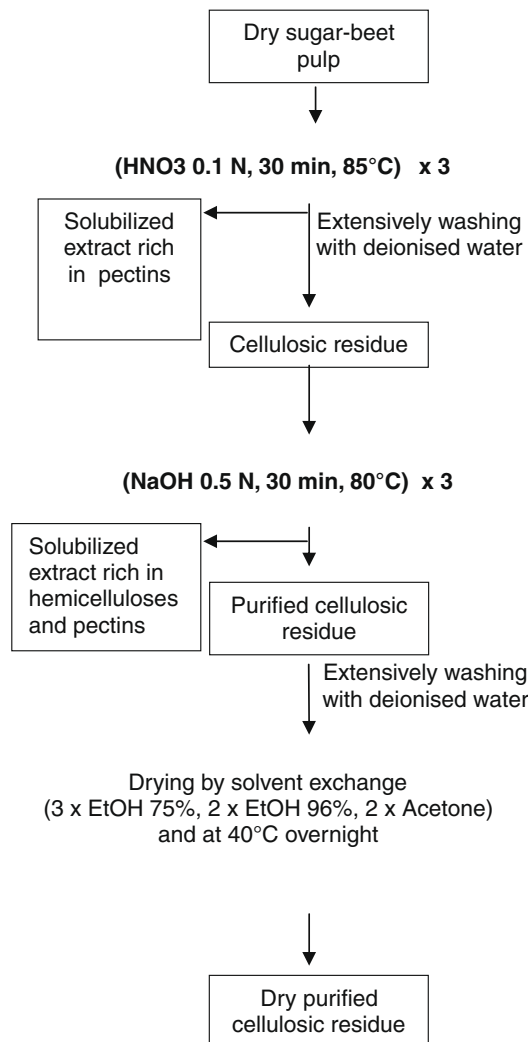 Dry sugar-beet
pulp
(HNO3 0.1 N, 30 min, 85°C) x 3
Solubilized
extract rich
in pectins
Extensively washing
with deionised water
Cellulosic residue
(NaOH 0.5 N, 30 min, 80°C) x 3
Solubilized
extract rich in
hemicelluloses
and pectins
Purified cellulosic
residue
Extensively washing
with deionised water
Drying by solvent exchange
(3 x EtOH 75%, 2 x EtOH 96%, 2 x Acetone)
and at 40°C overnight
Dry purified
cellulosic residue